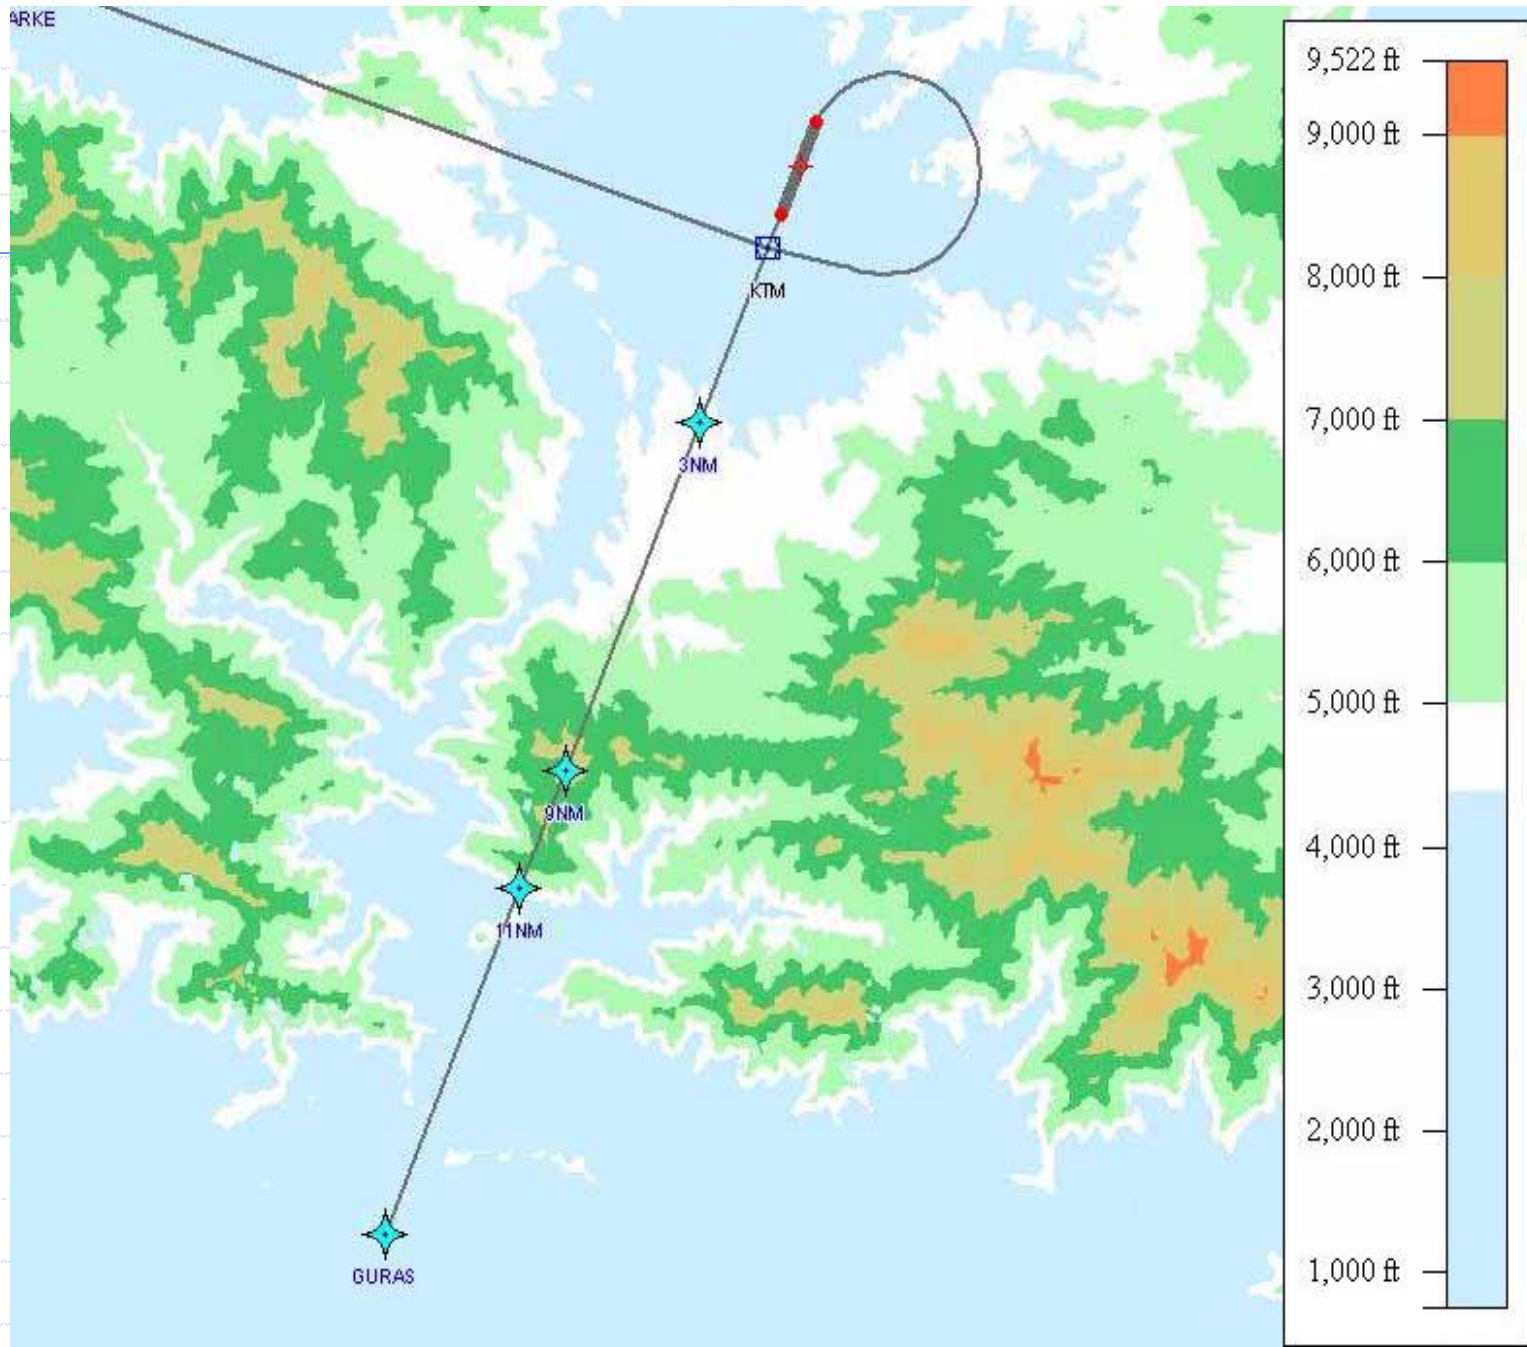 ARKE
KTM
3NM
9NM
11NM
GURAS
9,522 ft
9,000 ft
8,000 ft
7,000 ft
6,000 ft
5,000 ft
4,000 ft
3,000 ft
2,000 ft
1,000 ft